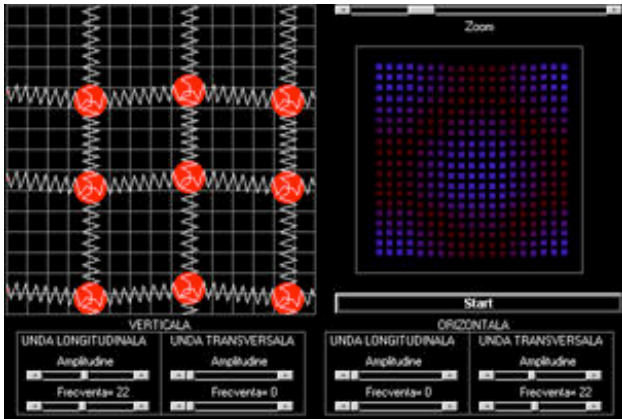 Zoom
Start
VERTICALA
ORIZONTALA
UNDA LONGITUDINALA
UNDA TRANSVERSALA
UNDA LONGITUDINALA
UNDA TRANSVERSALA
Amplitudine
Amplitudine
Amplitudine
Amplitudine
Frecventa= 22
Frecventa= 0
Frecventa= 0
Frecventa= 22